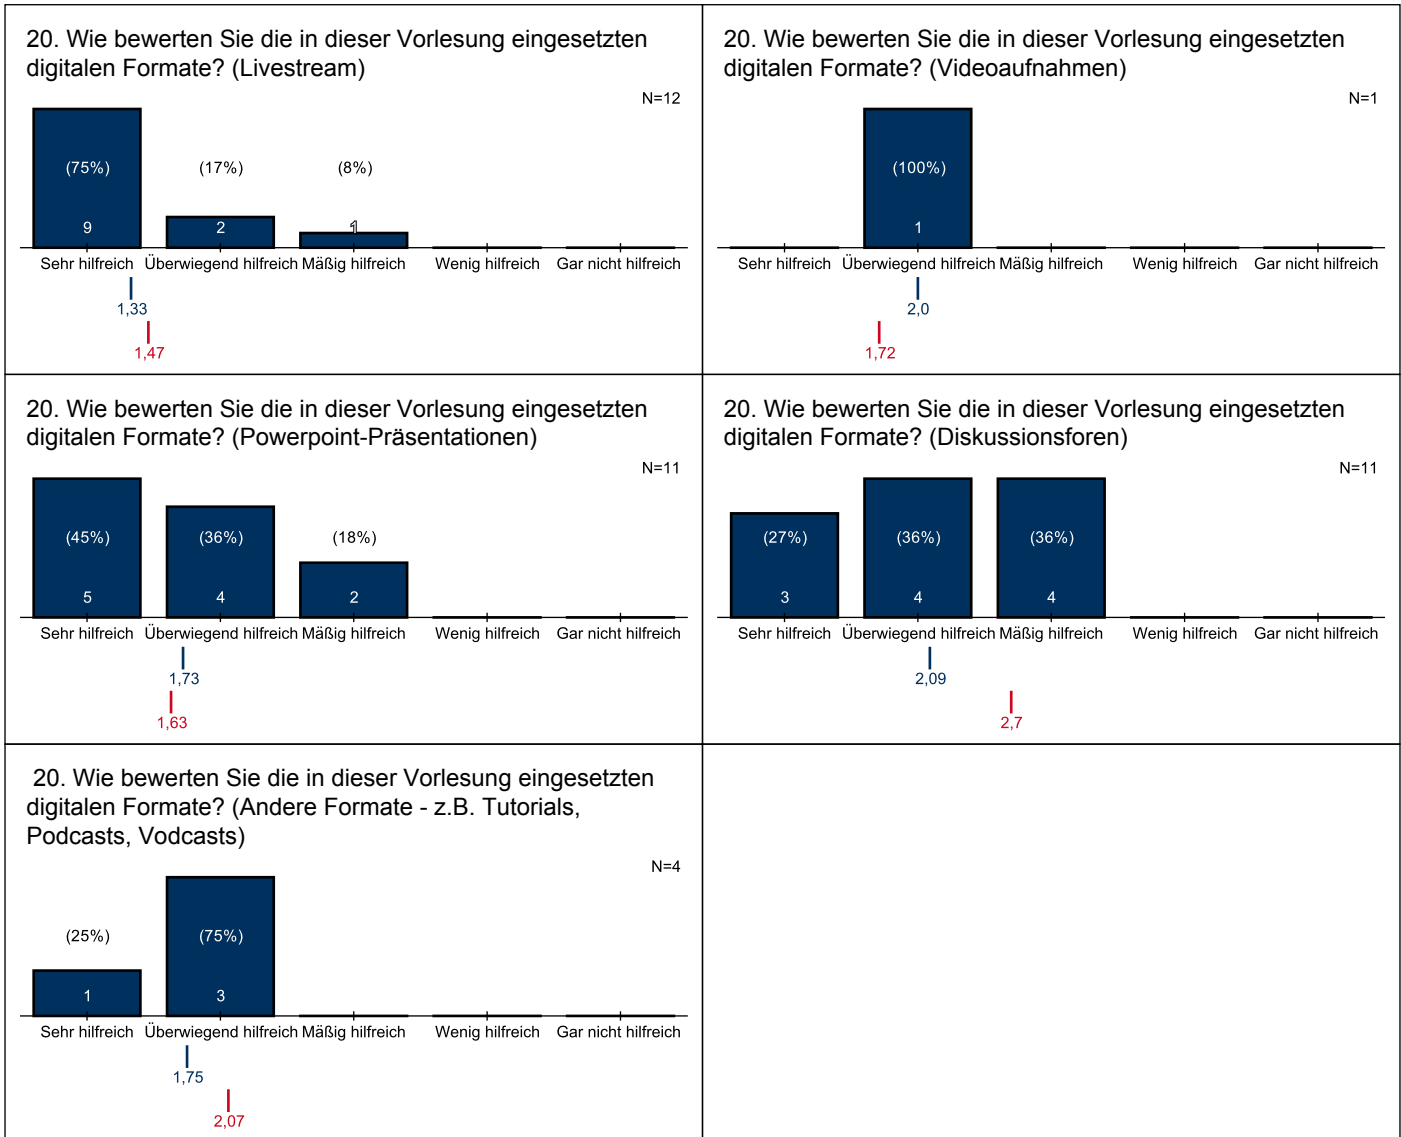 20. Wie bewerten Sie die in dieser Vorlesung eingesetzten
digitalen Formate? (Livestream)
N=12
(75%) (17%) (8%)
9 2 1
Sehr hilfreich Überwiegend hilfreich Mäßig hilfreich Wenig hilfreich Gar nicht hilfreich
1,33
1,47
20. Wie bewerten Sie die in dieser Vorlesung eingesetzten
digitalen Formate? (Videoaufnahmen)
N=1
(100%)
1
Sehr hilfreich Überwiegend hilfreich Mäßig hilfreich Wenig hilfreich Gar nicht hilfreich
2,0
1,72
20. Wie bewerten Sie die in dieser Vorlesung eingesetzten
digitalen Formate? (Powerpoint-Präsentationen)
N=11
(45%) (36%) (18%)
5 4 2
Sehr hilfreich Überwiegend hilfreich Mäßig hilfreich Wenig hilfreich Gar nicht hilfreich
1,73
1,63
20. Wie bewerten Sie die in dieser Vorlesung eingesetzten
digitalen Formate? (Diskussionsforen)
N=11
(27%) (36%) (36%)
3 4 4
Sehr hilfreich Überwiegend hilfreich Mäßig hilfreich Wenig hilfreich Gar nicht hilfreich
2,09
2,7
20. Wie bewerten Sie die in dieser Vorlesung eingesetzten
digitalen Formate? (Andere Formate - z.B. Tutorials,
Podcasts, Vodcasts)
N=4
(25%) (75%)
1 3
Sehr hilfreich Überwiegend hilfreich Mäßig hilfreich Wenig hilfreich Gar nicht hilfreich
1,75
2,07